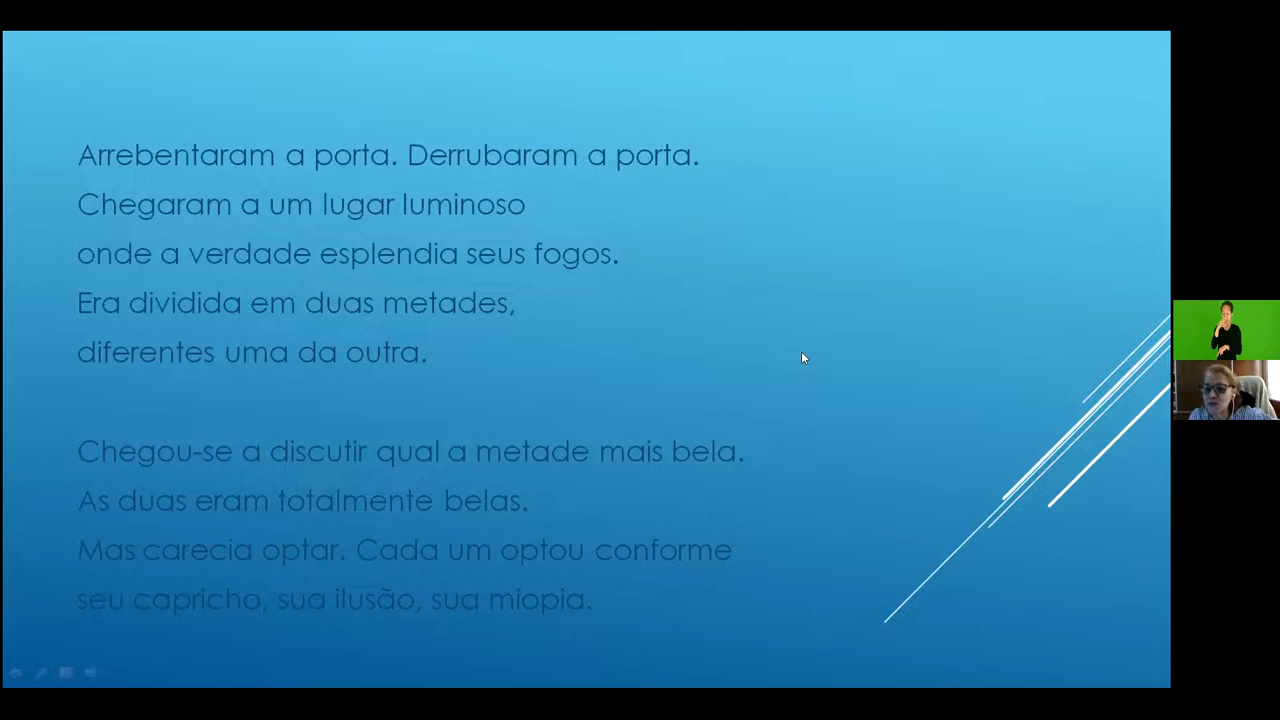 Arrebentaram a porta. Derrubaram a porta.
Chegaram a um lugar luminoso
onde a verdade esplendia seus fogos.
Era dividida em duas metades,
diferentes uma da outra.
Chegou-se a discutir qual a metade mais bela.
As duas eram totalmente belas.
Mas carecia optar. Cada um optou conforme
seu capricho, sua ilusão, sua miopia.